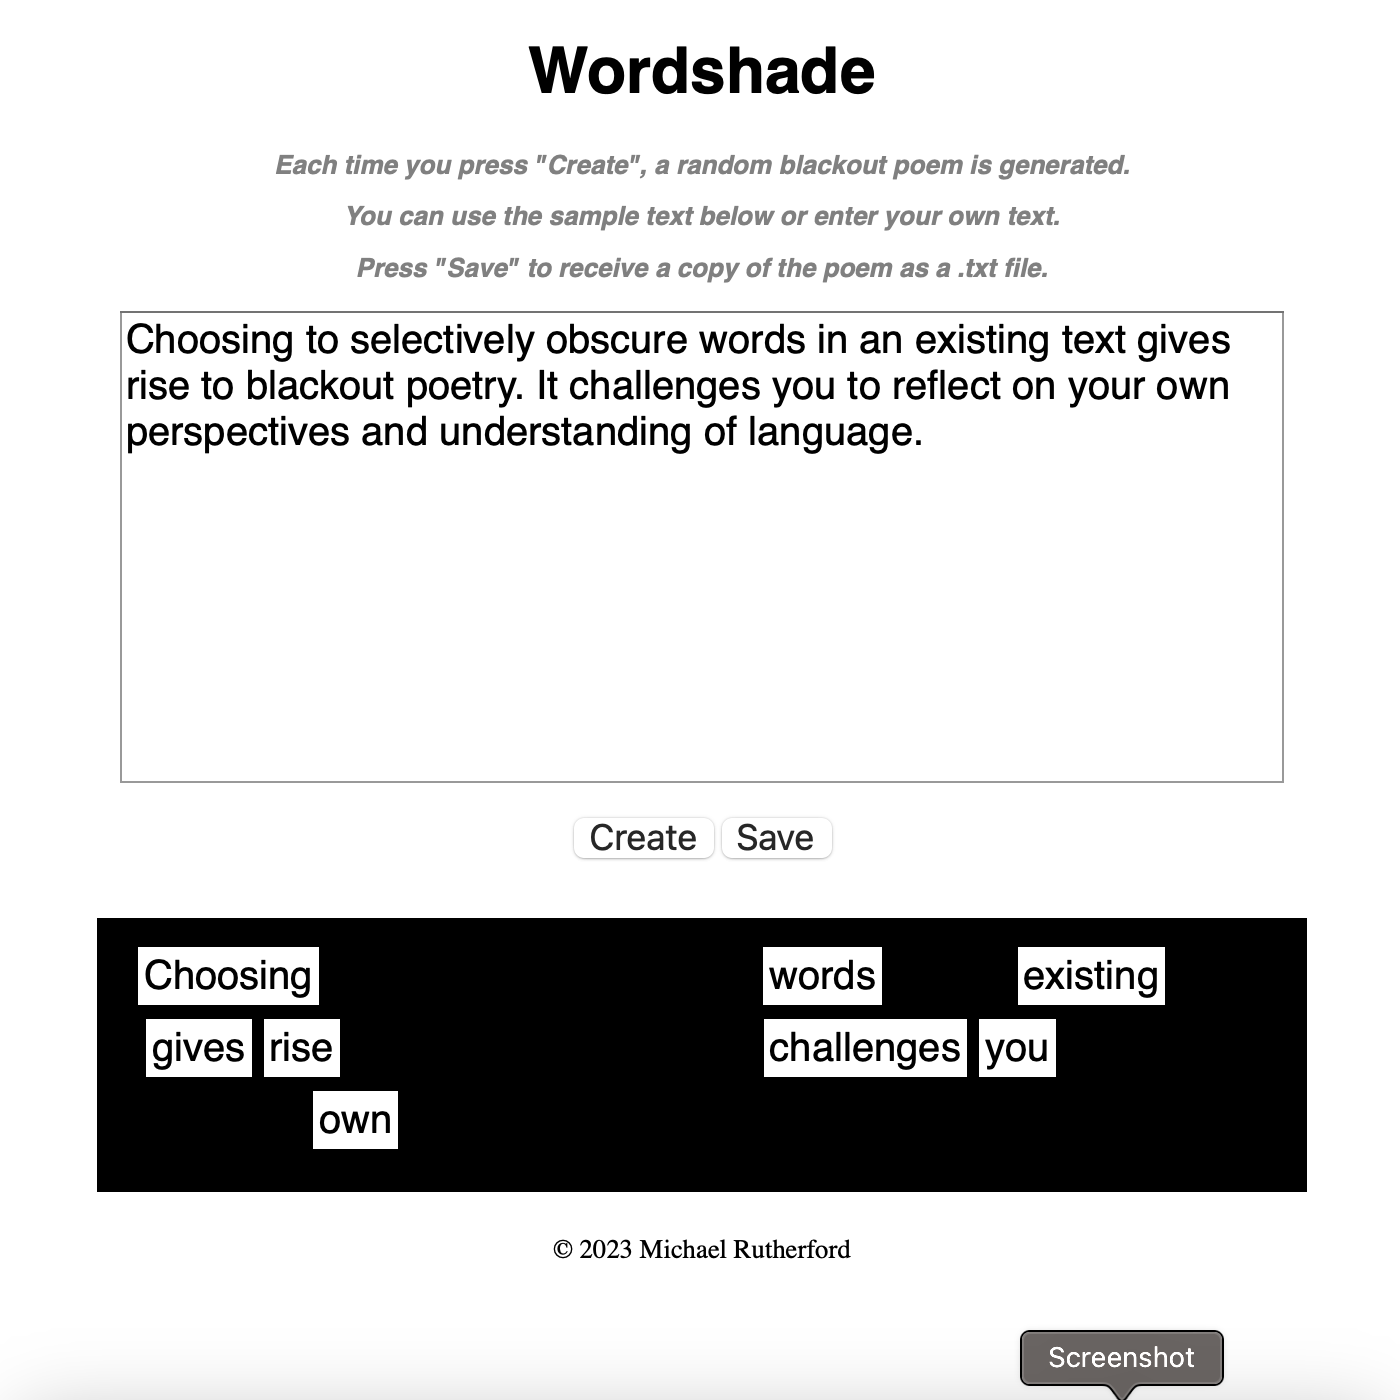 Wordshade
Each time you press "Create", a random blackout poem is generated.
You can use the sample text below or enter your own text.
Press "Save" to receive a copy of the poem as a .txt file.
Choosing to selectively obscure words in an existing text gives
rise to blackout poetry. It challenges you to reflect on your own
perspectives and understanding of language.
Create Save
Choosing words existing
gives rise challenges you
own
© 2023 Michael Rutherford
Screenshot